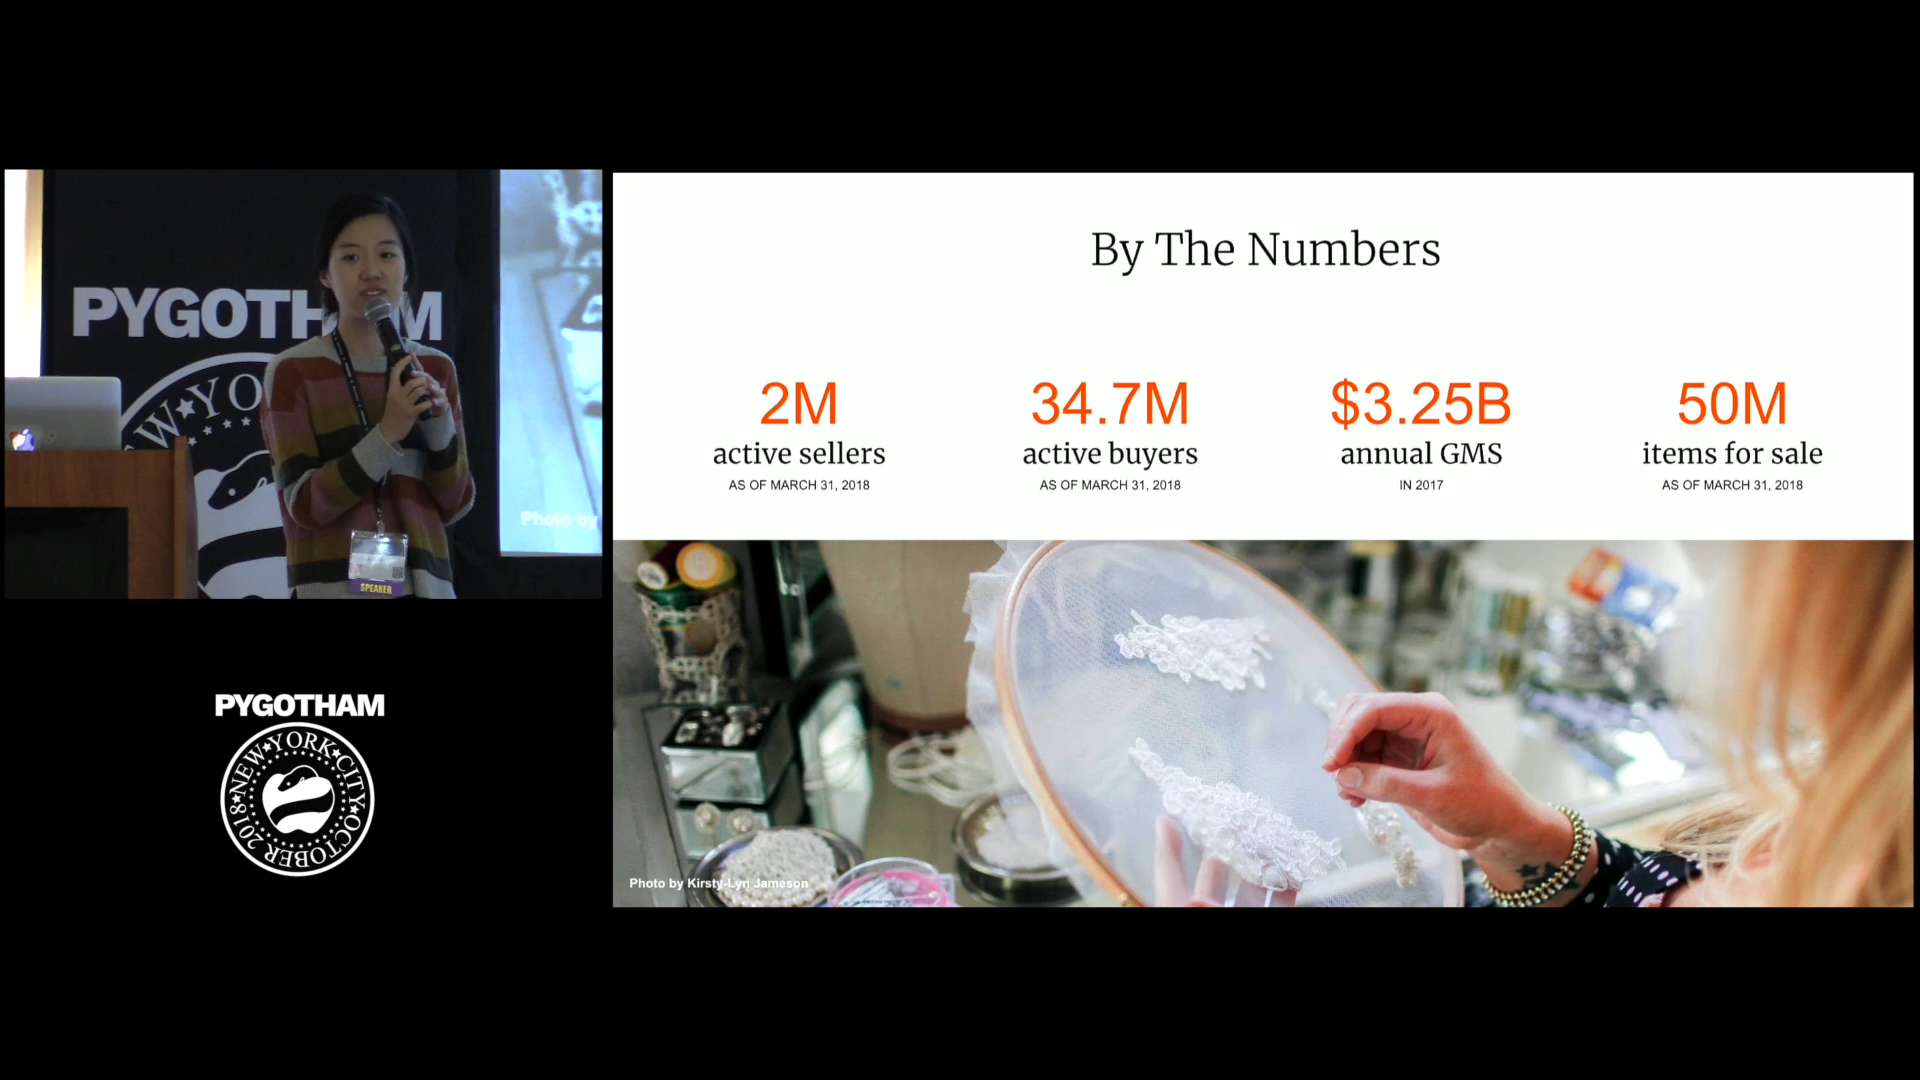 PYGOTHAM
W★YO
SPEAKER
Photo by
By The Numbers
2M
active sellers
AS OF MARCH 31, 2018
34.7M
active buyers
AS OF MARCH 31, 2018
$3.25B
annual GMS
IN 2017
50M
items for sale
AS OF MARCH 31, 2018
Photo by Kirsty-Lyn Jameson
PYGOTHAM
NEW★YORK★CITY★OCTOBER 2018★